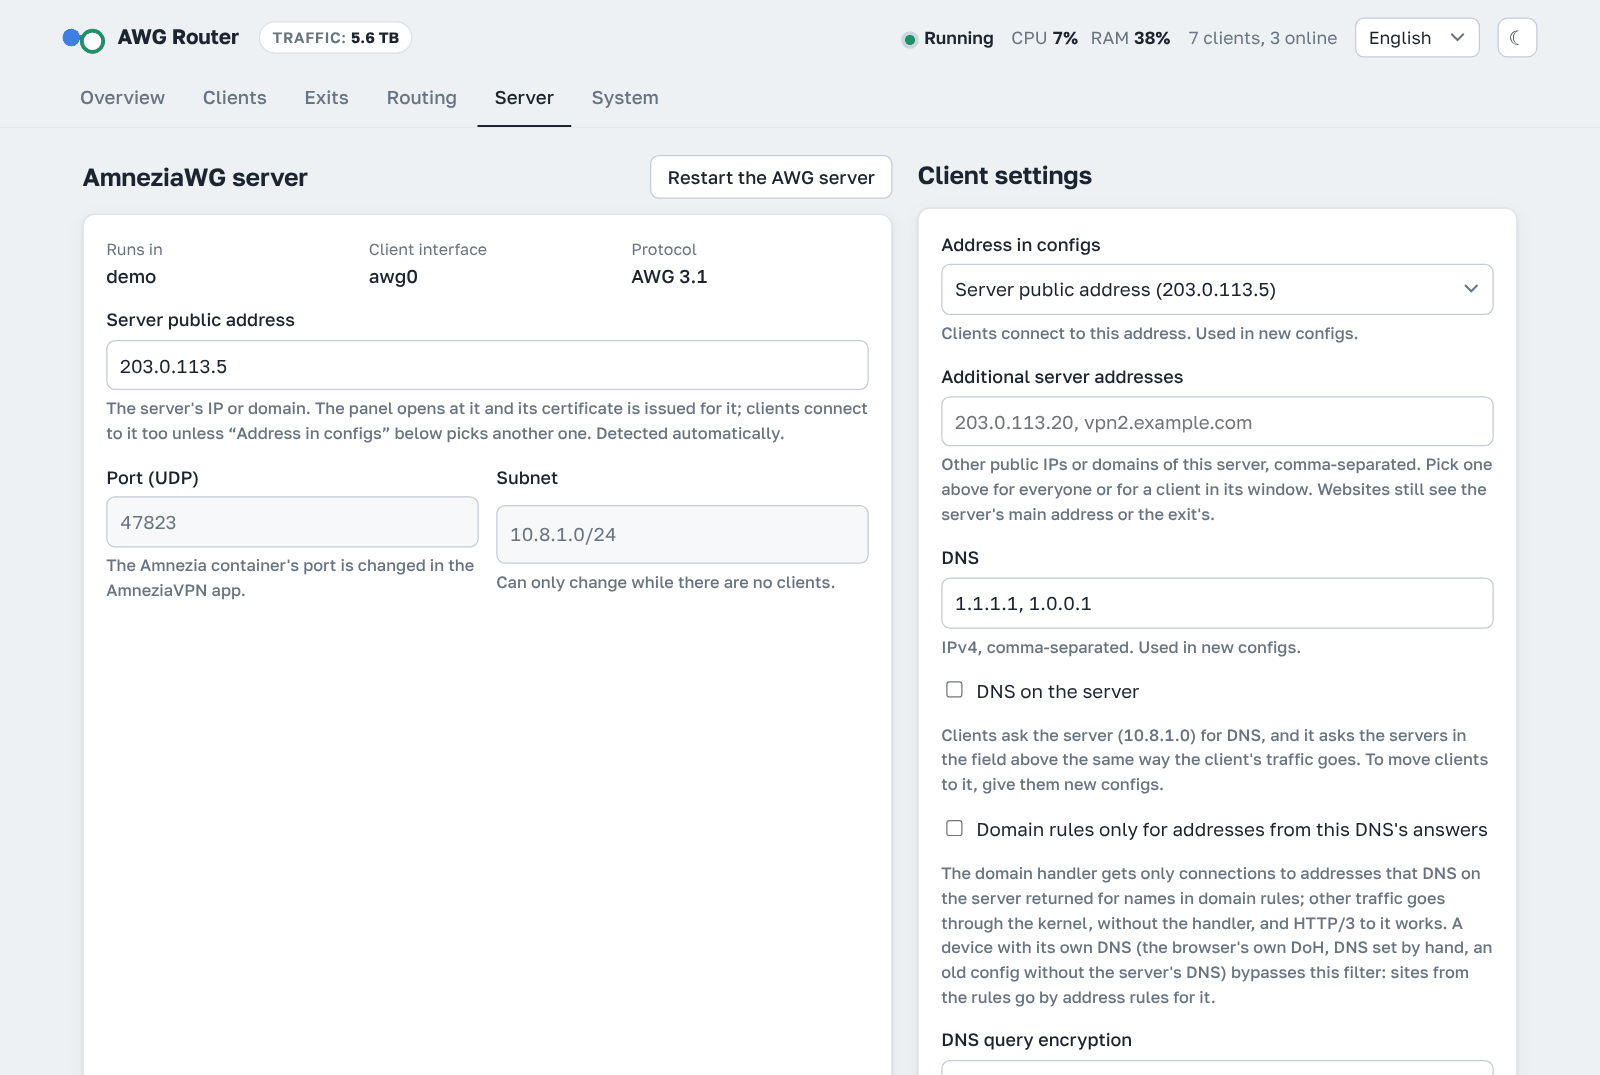 AWG Router
TRAFFIC: 5.6 TB
Running
CPU 7% RAM 38%
7 clients, 3 online
English
Overview
Clients
Exits
Routing
Server
System
AmneziaWG server
Restart the AWG server
Runs in
demo
Client interface
awg0
Protocol
AWG 3.1
Server public address
203.0.113.5
The server's IP or domain. The panel opens at it and its certificate is issued for it; clients connect
to it too unless “Address in configs” below picks another one. Detected automatically.
Port (UDP)
47823
The Amnezia container's port is changed in the
AmneziaVPN app.
Subnet
10.8.1.0/24
Can only change while there are no clients.
Client settings
Address in configs
Server public address (203.0.113.5)
Clients connect to this address. Used in new configs.
Additional server addresses
203.0.113.20, vpn2.example.com
Other public IPs or domains of this server, comma-separated. Pick one
above for everyone or for a client in its window. Websites still see the
server's main address or the exit's.
DNS
1.1.1.1, 1.0.0.1
IPv4, comma-separated. Used in new configs.
DNS on the server
Clients ask the server (10.8.1.0) for DNS, and it asks the servers in
the field above the same way the client's traffic goes. To move clients
to it, give them new configs.
Domain rules only for addresses from this DNS's answers
The domain handler gets only connections to addresses that DNS on
the server returned for names in domain rules; other traffic goes
through the kernel, without the handler, and HTTP/3 to it works. A
device with its own DNS (the browser's own DoH, DNS set by hand, an
old config without the server's DNS) bypasses this filter: sites from
the rules go by address rules for it.
DNS query encryption